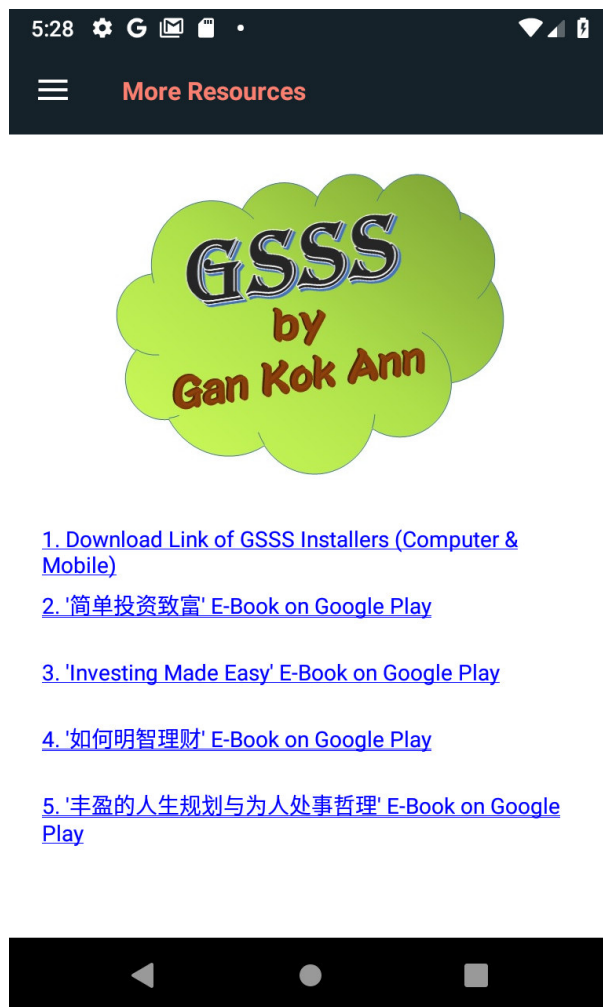 5:28
More Resources
GSSS
by
Gan Kok Ann
1. Download Link of GSSS Installers (Computer &
Mobile)
2. '简单投资致富' E-Book on Google Play
3. 'Investing Made Easy' E-Book on Google Play
4. '如何明智理财' E-Book on Google Play
5. '丰盈的人生规划与为人处事哲理' E-Book on Google
Play